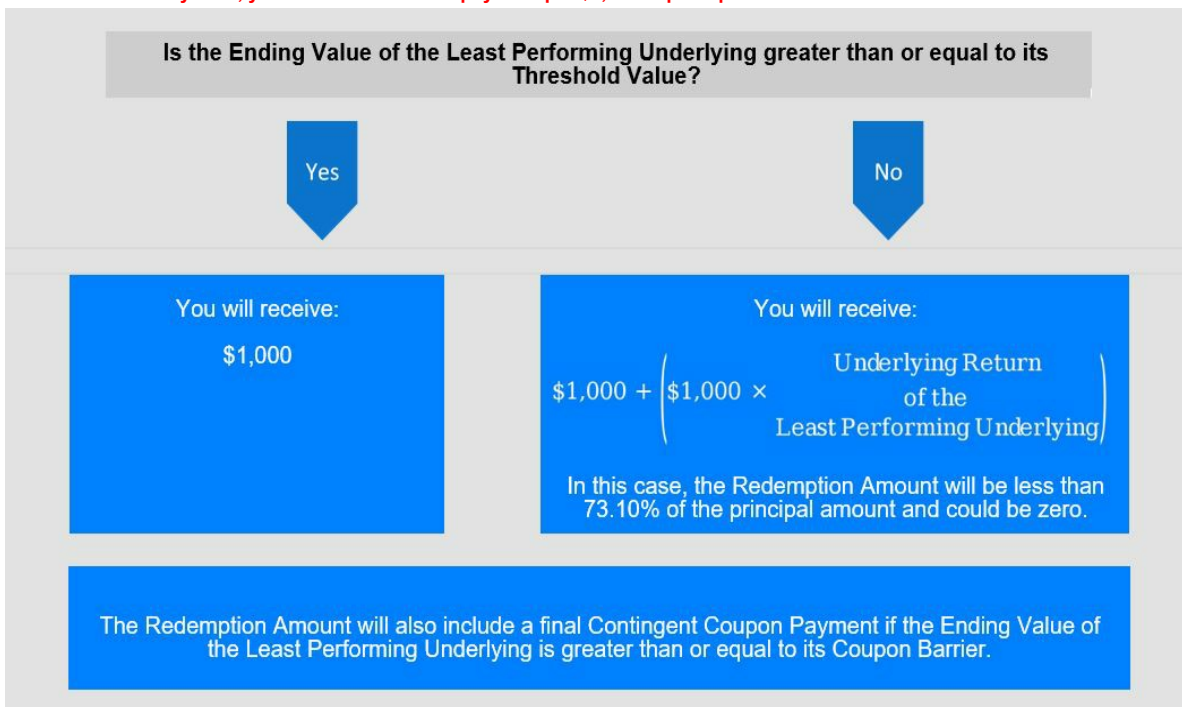 Is the Ending Value of the Least Performing Underlying greater than or equal to its
Threshold Value?
Yes
No
You will receive:
$1,000
You will receive:
$1,000 + ($1,000 × Underlying Return
of the
Least Performing Underlying)
In this case, the Redemption Amount will be less than
73.10% of the principal amount and could be zero.
The Redemption Amount will also include a final Contingent Coupon Payment if the Ending Value of
the Least Performing Underlying is greater than or equal to its Coupon Barrier.